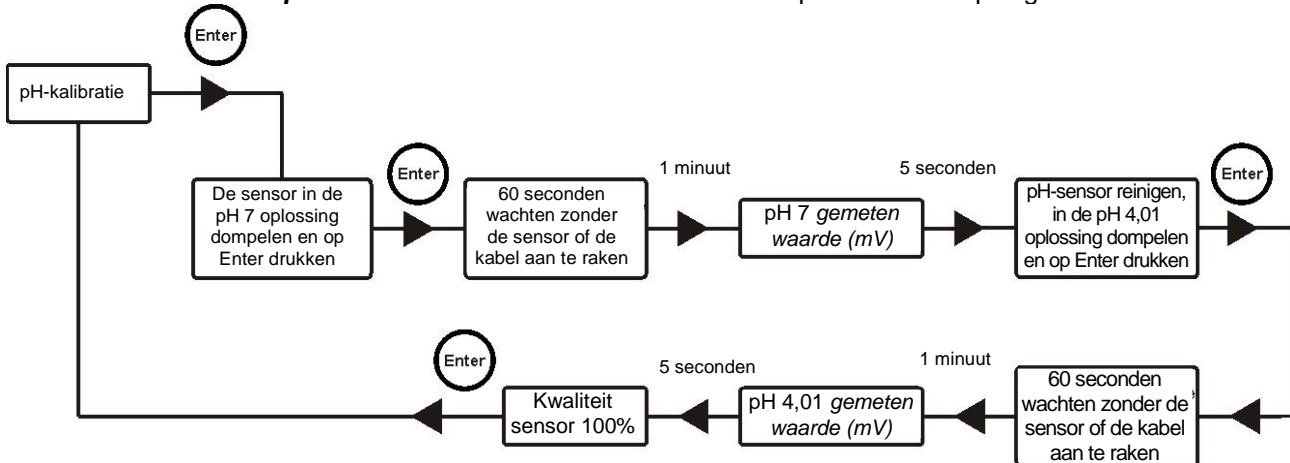 Enter
pH-kalibratie
De sensor in de
pH 7 oplossing
dompelen en op
Enter drukken
Enter
60 seconden
wachten zonder
de sensor of de
kabel aan te raken
1 minuut
pH 7 gemeten
waarde (mV)
5 seconden
pH-sensor reinigen,
in de pH 4,01
oplossing dompelen
en op Enter drukken
Enter
60 seconden
wachten zonder de
sensor of de kabel
aan te raken
1 minuut
pH 4,01 gemeten
waarde (mV)
5 seconden
Kwaliteit
sensor 100%
Enter